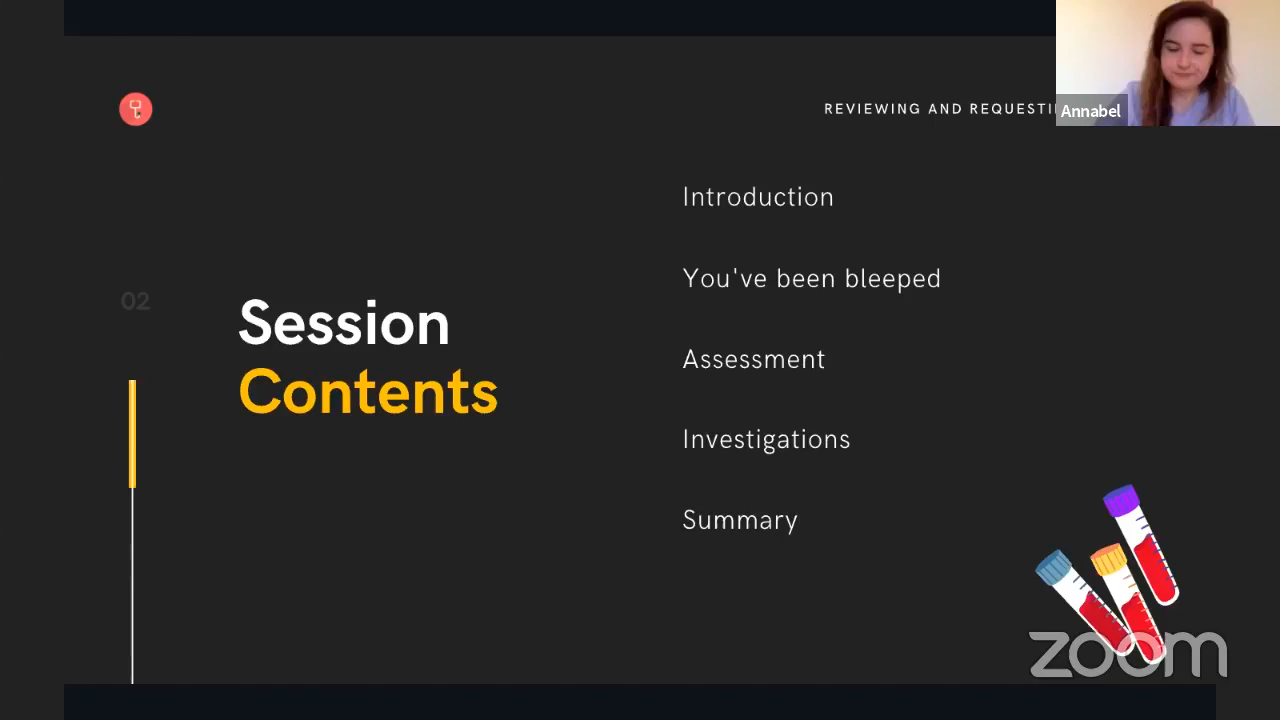 REVIEWING AND REQUESTI
Annabel
Introduction
You've been bleeped
02
Session
Contents
Assessment
Investigations
Summary
zoom